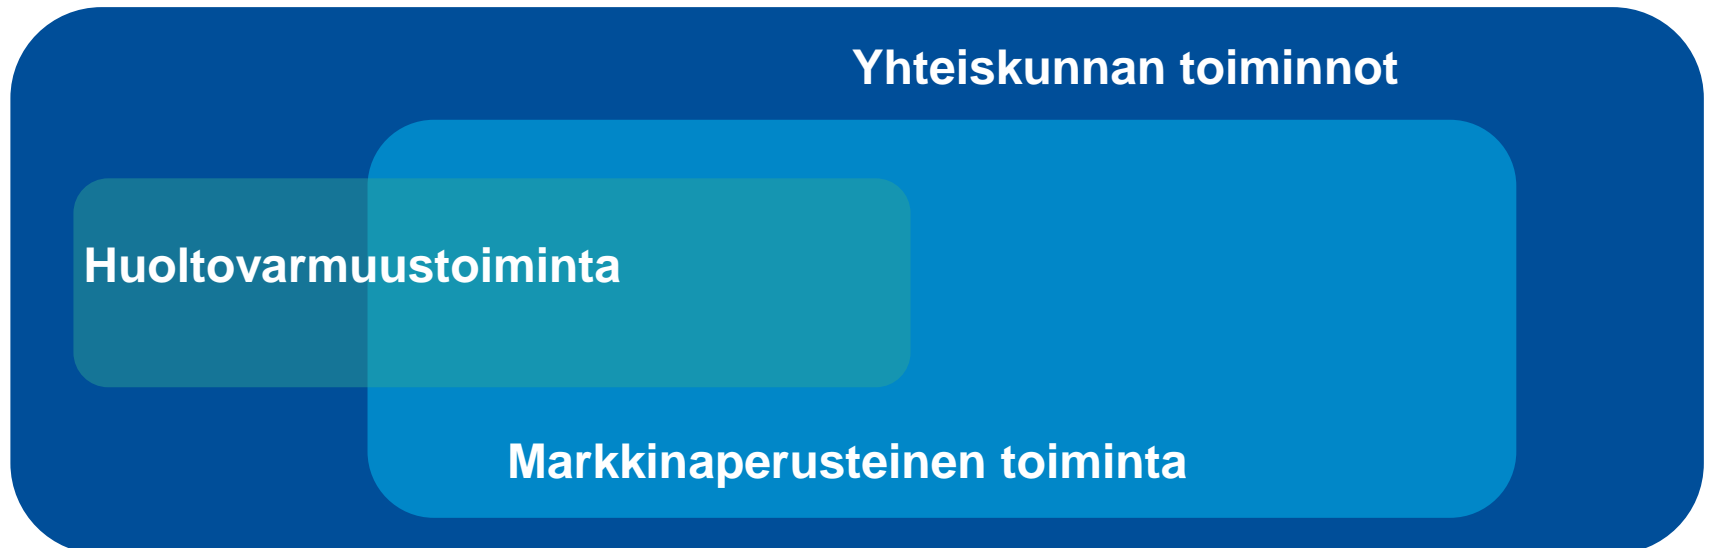 Yhteiskunnan toiminnot
Huoltovarmuustoiminta
Markkinaperusteinen toiminta